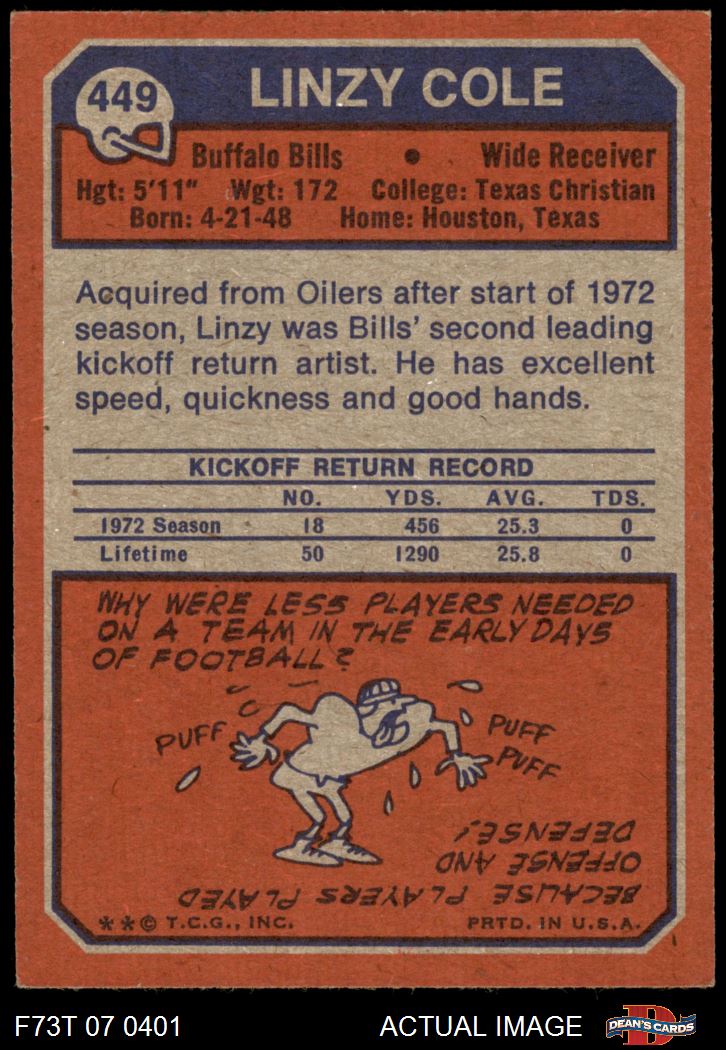 449
LINZY COLE
Buffalo Bills • Wide Receiver
Hgt: 5'11" Wgt: 172 College: Texas Christian
Born: 4-21-48 Home: Houston, Texas
Acquired from Oilers after start of 1972
season, Linzy was Bills' second leading
kickoff return artist. He has excellent
speed, quickness and good hands.
KICKOFF RETURN RECORD
NO. YDS. AVG. TDS.
1972 Season 18 456 25.3 0
Lifetime 50 1290 25.8 0
WHY WERE LESS PLAYERS NEEDED
ON A TEAM IN THE EARLY DAYS
OF FOOTBALL?
PUFF
PUFF
PUFF
BECAUSE PLAYERS PLAYED
OFFENSE AND
DEFENSE!
**© T.C.G., INC. PRTD. IN U.S.A.
F73T 07 0401 ACTUAL IMAGE
D
DEAN'S CARDS